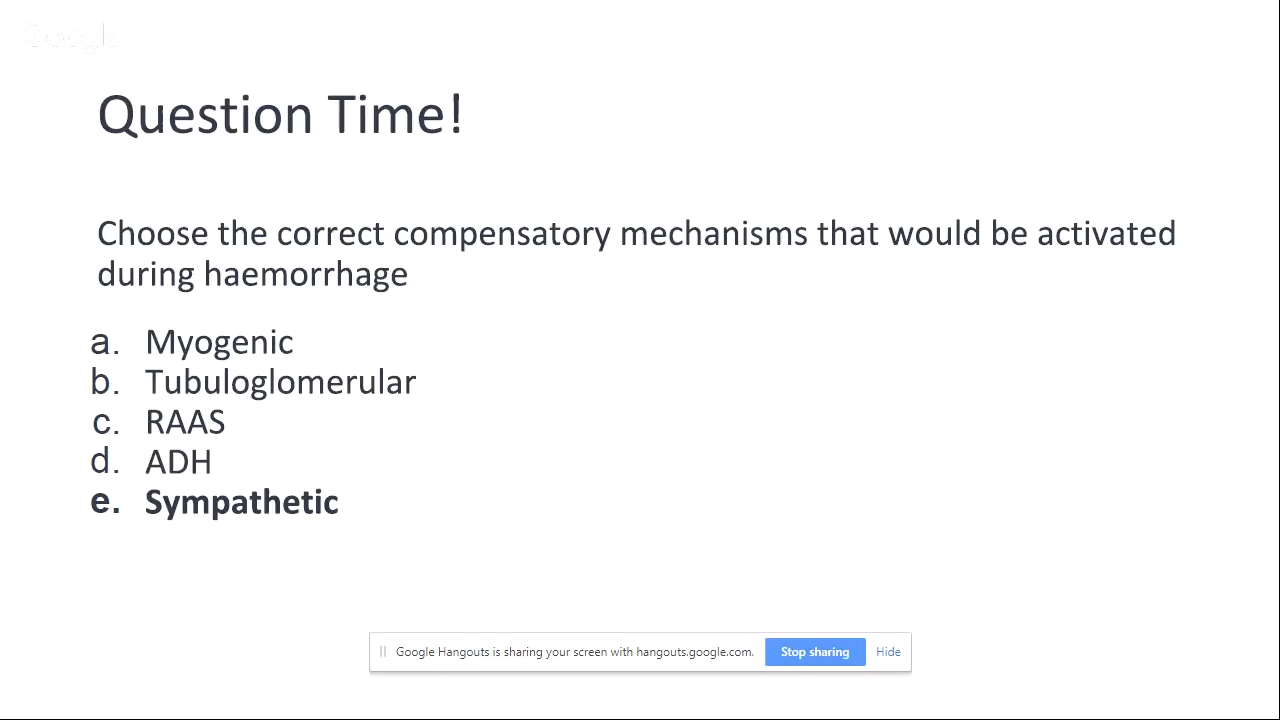 Question Time!
Choose the correct compensatory mechanisms that would be activated
during haemorrhage
a. Myogenic
b. Tubuloglomerular
c. RAAS
d. ADH
e. Sympathetic
Google Hangouts is sharing your screen with hangouts.google.com. Stop sharing Hide